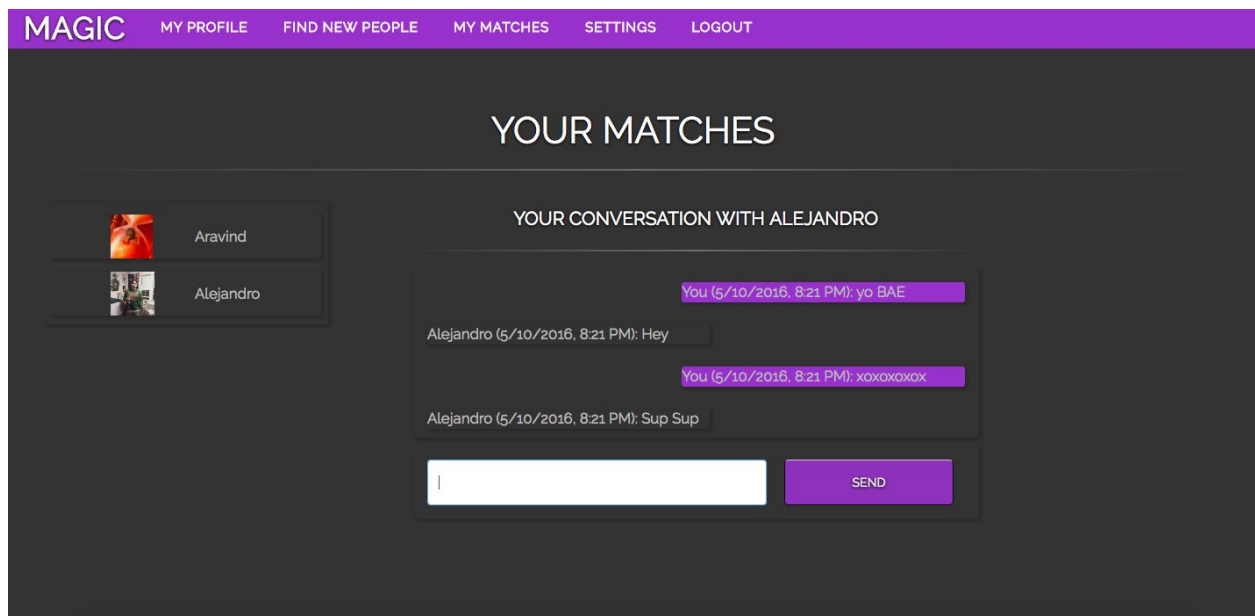 MAGIC MY PROFILE FIND NEW PEOPLE MY MATCHES SETTINGS LOGOUT
YOUR MATCHES
Aravind
Alejandro
YOUR CONVERSATION WITH ALEJANDRO
You (5/10/2016, 8:21 PM): yo BAE
Alejandro (5/10/2016, 8:21 PM): Hey
You (5/10/2016, 8:21 PM): xoxoxoxox
Alejandro (5/10/2016, 8:21 PM): Sup Sup
SEND